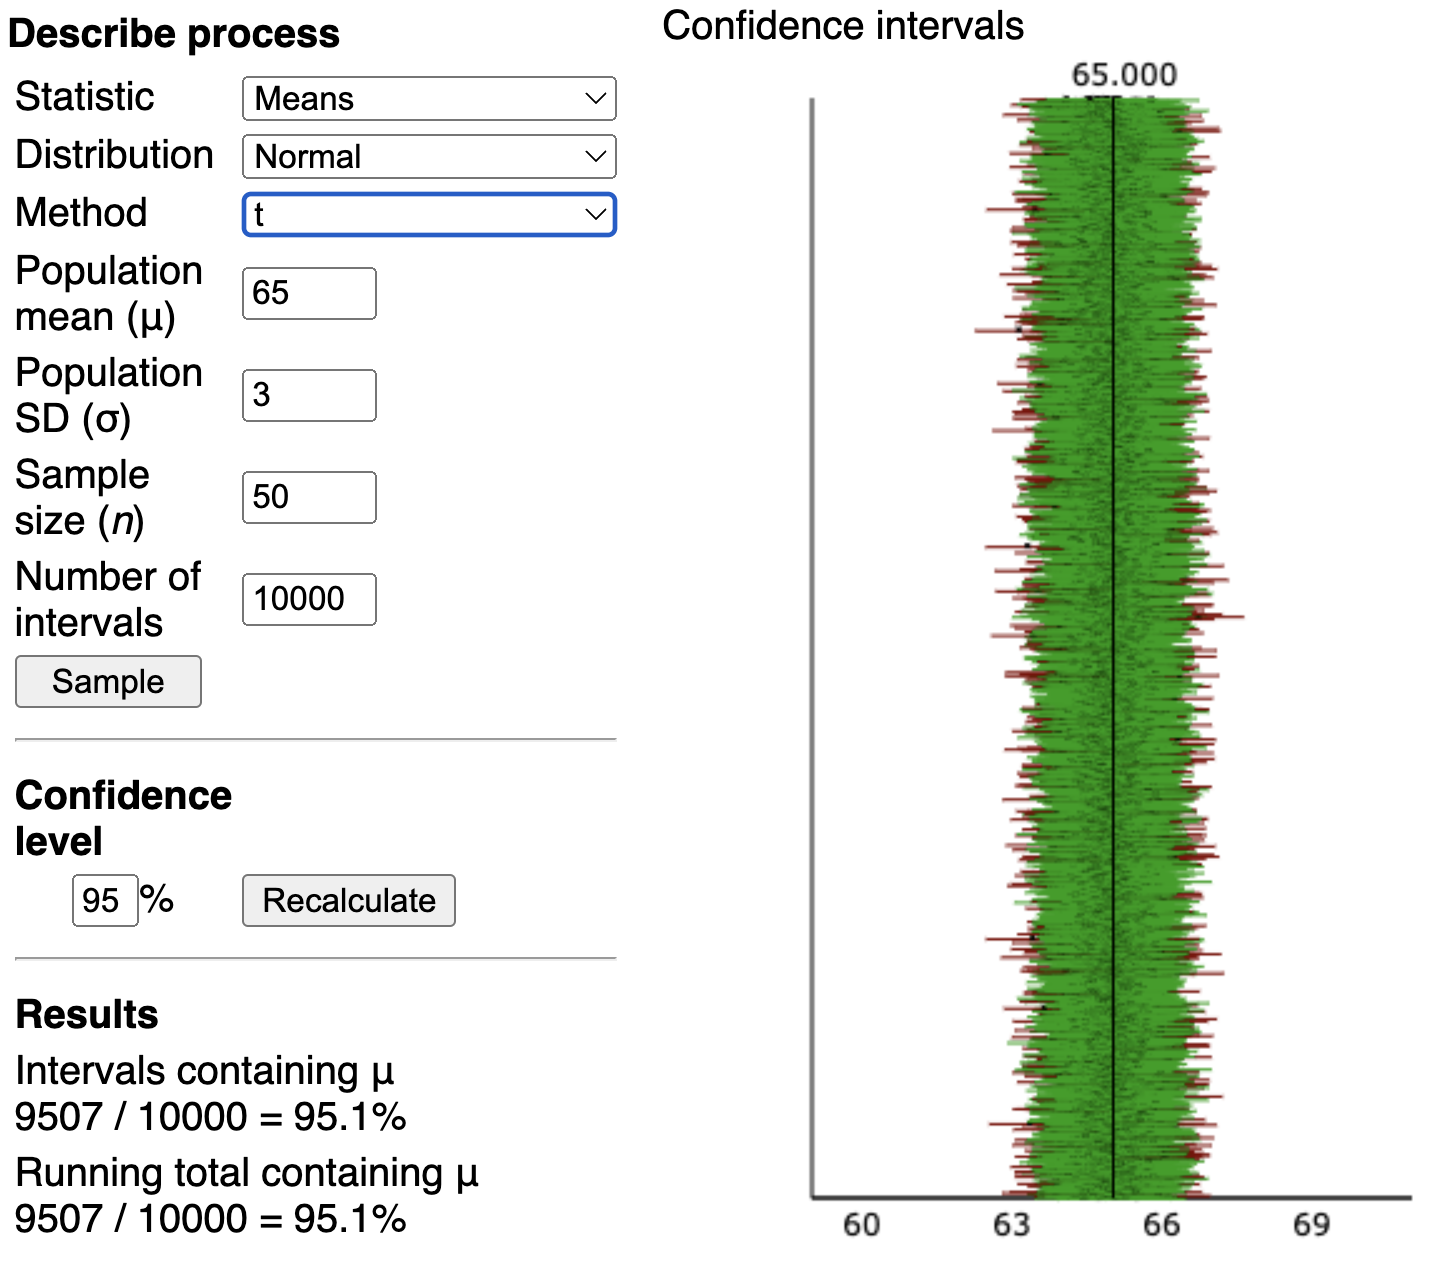 Describe process
Statistic Means
Distribution Normal
Method t
Population
mean (μ) 65
Population
SD (σ) 3
Sample
size (n) 50
Number of
intervals 10000
Sample
Confidence
level
95 % Recalculate
Results
Intervals containing μ
9507 / 10000 = 95.1%
Running total containing μ
9507 / 10000 = 95.1%
Confidence intervals
65.000
60 63 66 69